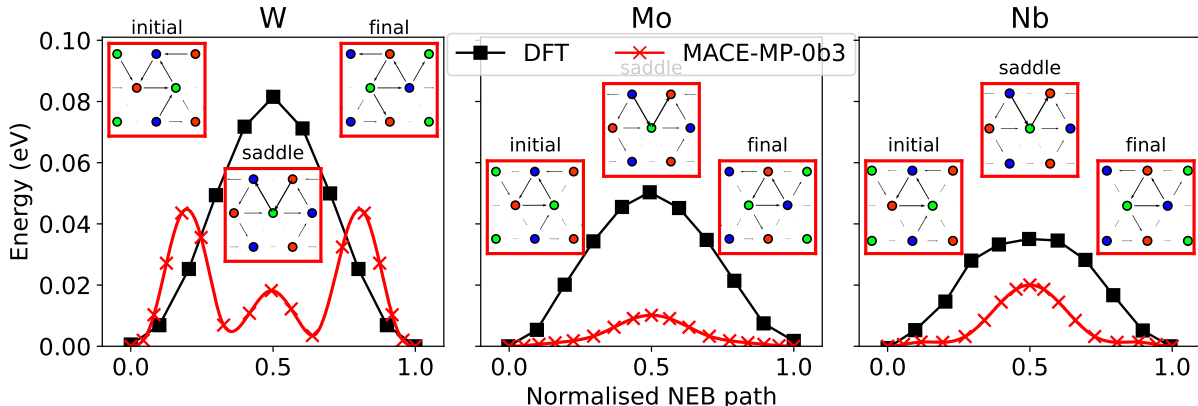 W
Mo
Nb
initial
final
DFT
MACE-MP-0b3
saddle
saddle
saddle
initial
final
initial
final
Energy (eV)
0.10
0.08
0.06
0.04
0.02
0.00
0.0
0.5
1.0
0.0
0.5
1.0
0.0
0.5
1.0
Normalised NEB path